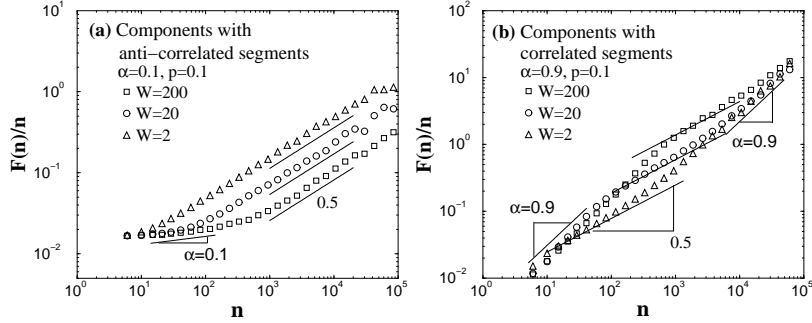 (a) Components with
anti−correlated segments
α=0.1, p=0.1
W=200
W=20
W=2
0.5
α=0.1
F(n)/n
10^1
10^0
10^−1
10^−2
10^0 10^1 10^2 10^3 10^4 10^5
n
(b) Components with
correlated segments
α=0.9, p=0.1
W=200
W=20
W=2
α=0.9
α=0.9
0.5
F(n)/n
10^2
10^1
10^0
10^−1
10^−2
10^0 10^1 10^2 10^3 10^4 10^5
n